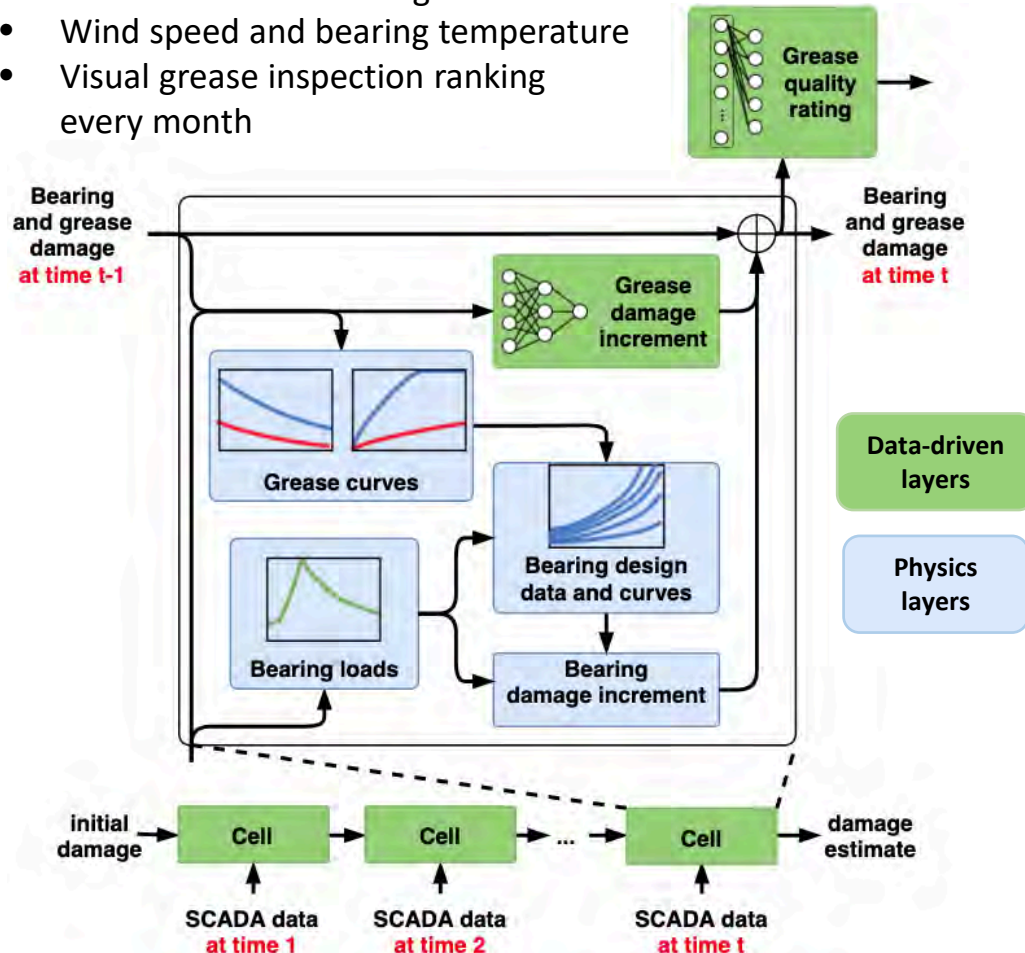 • Wind speed and bearing temperature
• Visual grease inspection ranking
every month
Grease
quality
rating
Bearing
and grease
damage
at time t-1
Bearing
and grease
damage
at time t
Grease
damage
increment
Grease curves
Data-driven
layers
Bearing design
data and curves
Physics
layers
Bearing loads
Bearing
damage increment
initial
damage
Cell
Cell
...
Cell
damage
estimate
SCADA data
at time 1
SCADA data
at time 2
SCADA data
at time t